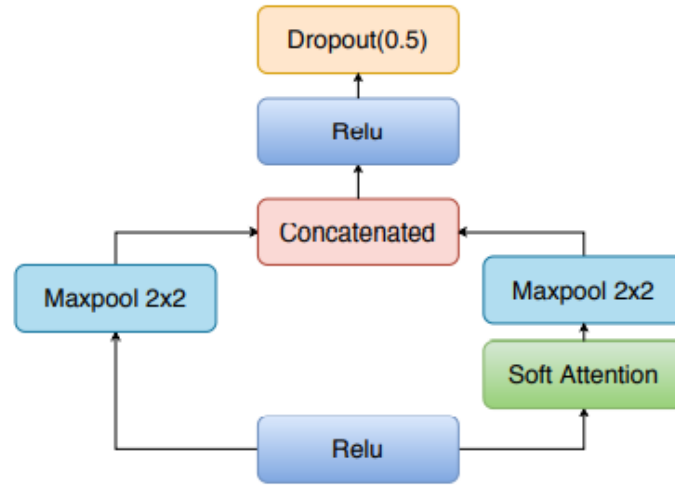 Dropout(0.5)
Relu
Concatenated
Maxpool 2x2
Maxpool 2x2
Soft Attention
Relu